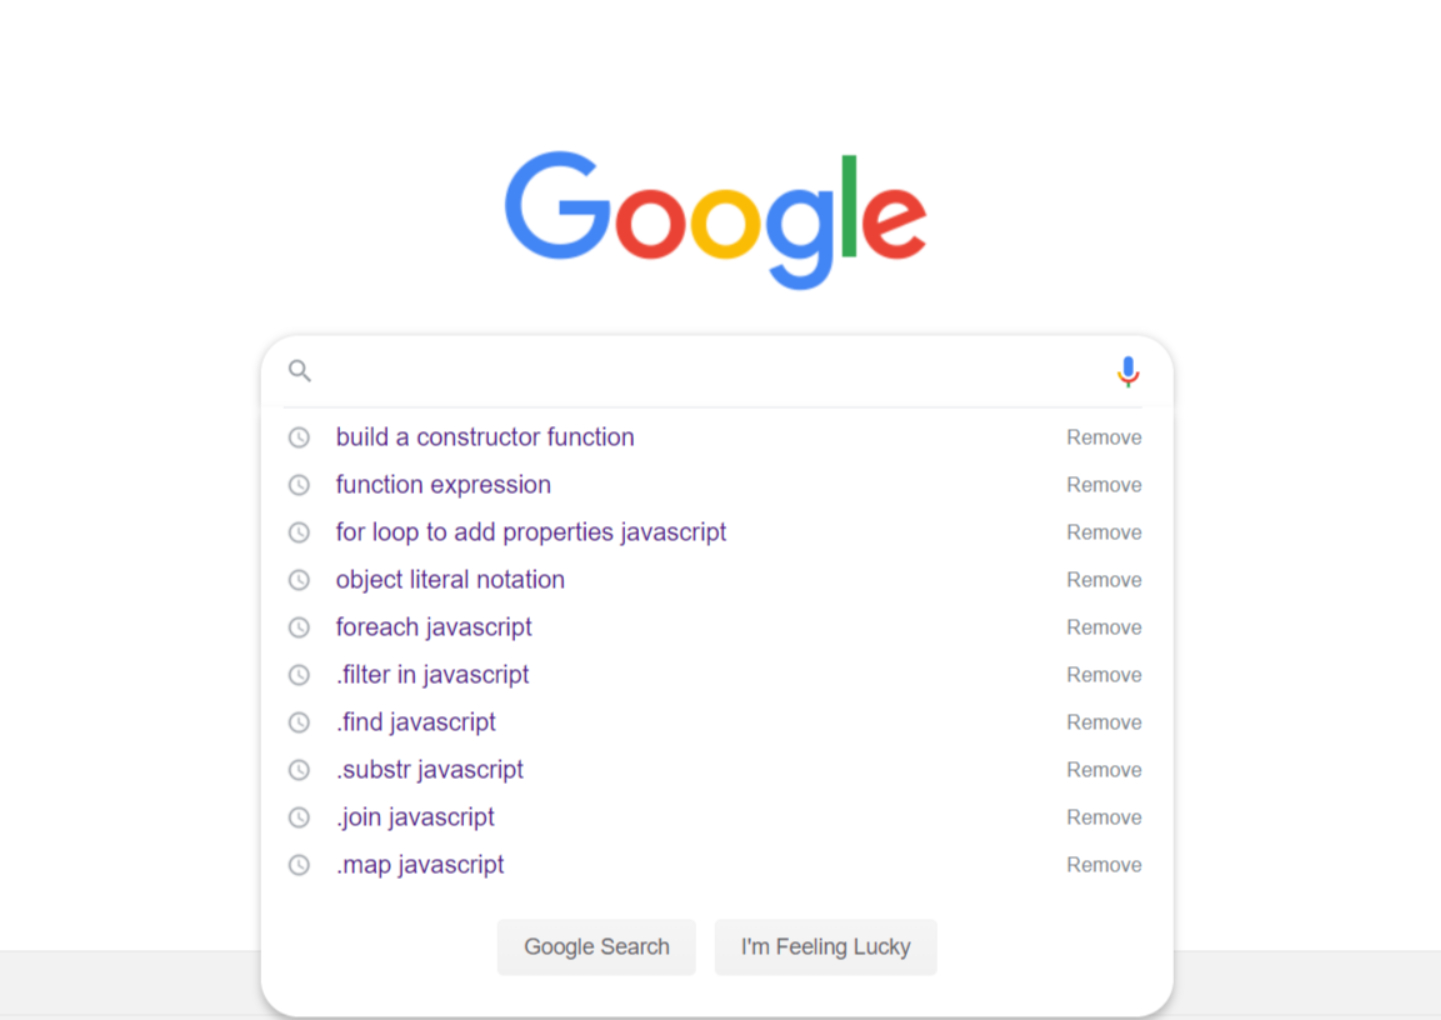 Google
build a constructor function Remove
function expression Remove
for loop to add properties javascript Remove
object literal notation Remove
foreach javascript Remove
.filter in javascript Remove
.find javascript Remove
.substr javascript Remove
.join javascript Remove
.map javascript Remove
Google Search I'm Feeling Lucky